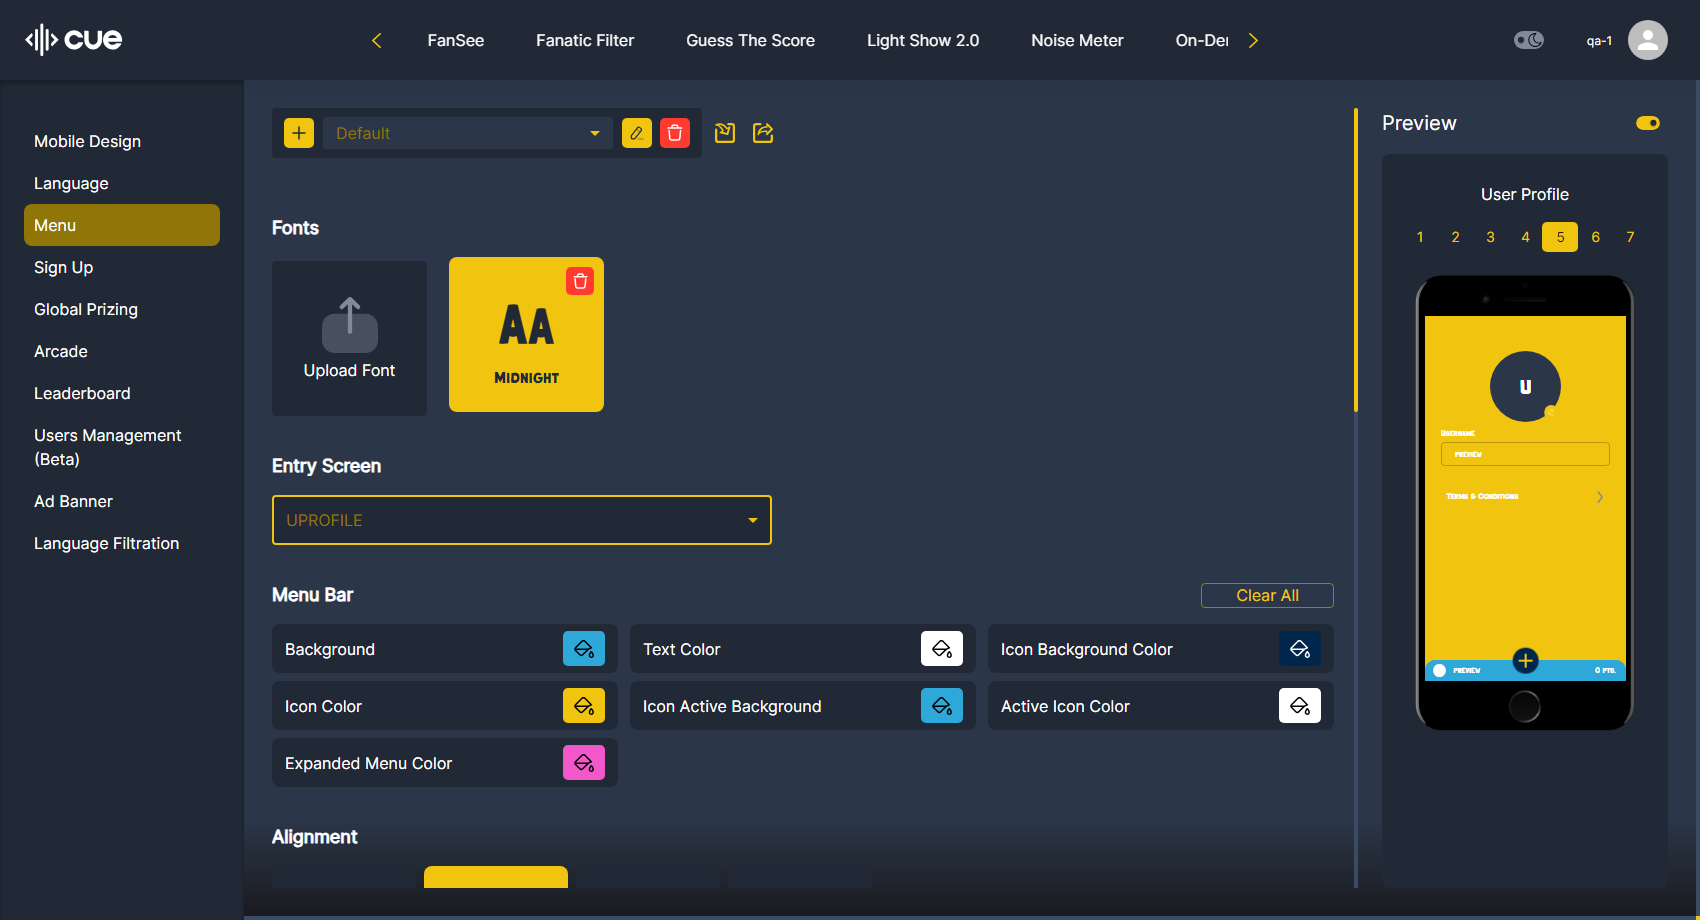 cue
FanSee
Fanatic Filter
Guess The Score
Light Show 2.0
Noise Meter
On-Der
qa-1
Mobile Design
Language
Menu
Sign Up
Global Prizing
Arcade
Leaderboard
Users Management
(Beta)
Ad Banner
Language Filtration
Default
Fonts
Upload Font
AA
MIDNIGHT
Entry Screen
UPROFILE
Menu Bar
Clear All
Background
Text Color
Icon Background Color
Icon Color
Icon Active Background
Active Icon Color
Expanded Menu Color
Alignment
Preview
User Profile
1 2 3 4 5 6 7
U
USERNAME
PREVIEW
TERMS & CONDITIONS
PREVIEW
0 PTS.